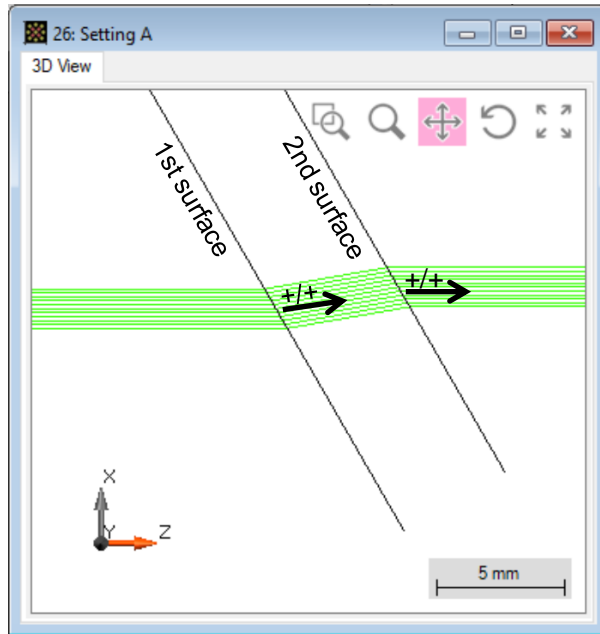 26: Setting A
3D View
1st surface
2nd surface
+/+
+/+
X
Y
Z
5 mm